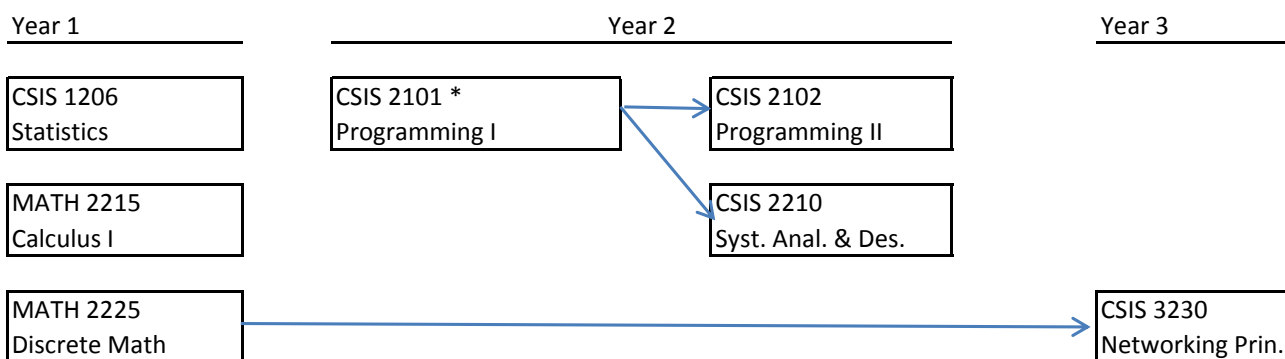 Year 1
Year 2
Year 3
CSIS 1206
Statistics
CSIS 2101 *
Programming I
CSIS 2102
Programming II
MATH 2215
Calculus I
CSIS 2210
Syst. Anal. & Des.
MATH 2225
Discrete Math
CSIS 3230
Networking Prin.